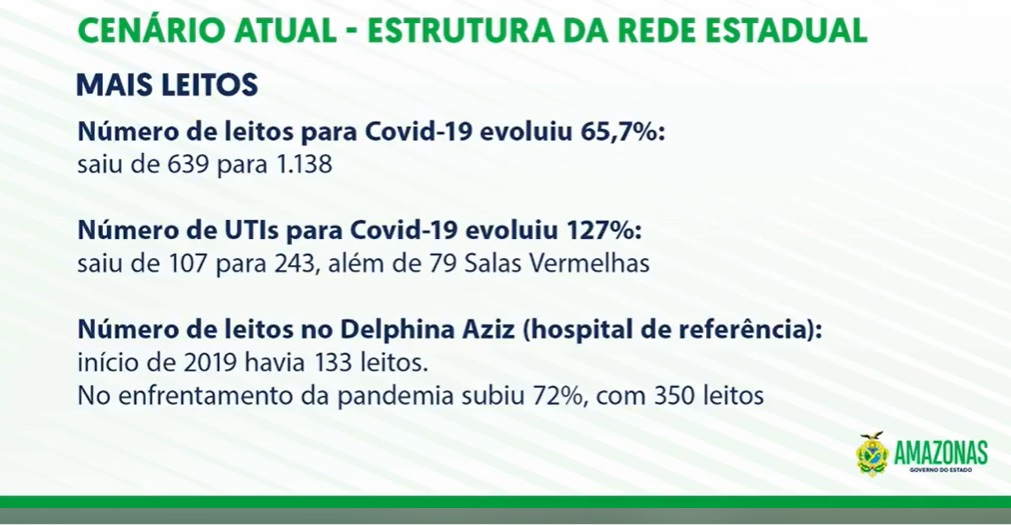 CENÁRIO ATUAL - ESTRUTURA DA REDE ESTADUAL
MAIS LEITOS
Número de leitos para Covid-19 evoluiu 65,7%:
saiu de 639 para 1.138
Número de UTIs para Covid-19 evoluiu 127%:
saiu de 107 para 243, além de 79 Salas Vermelhas
Número de leitos no Delphina Aziz (hospital de referência):
início de 2019 havia 133 leitos.
No enfrentamento da pandemia subiu 72%, com 350 leitos
AMAZONAS
GOVERNO DO ESTADO